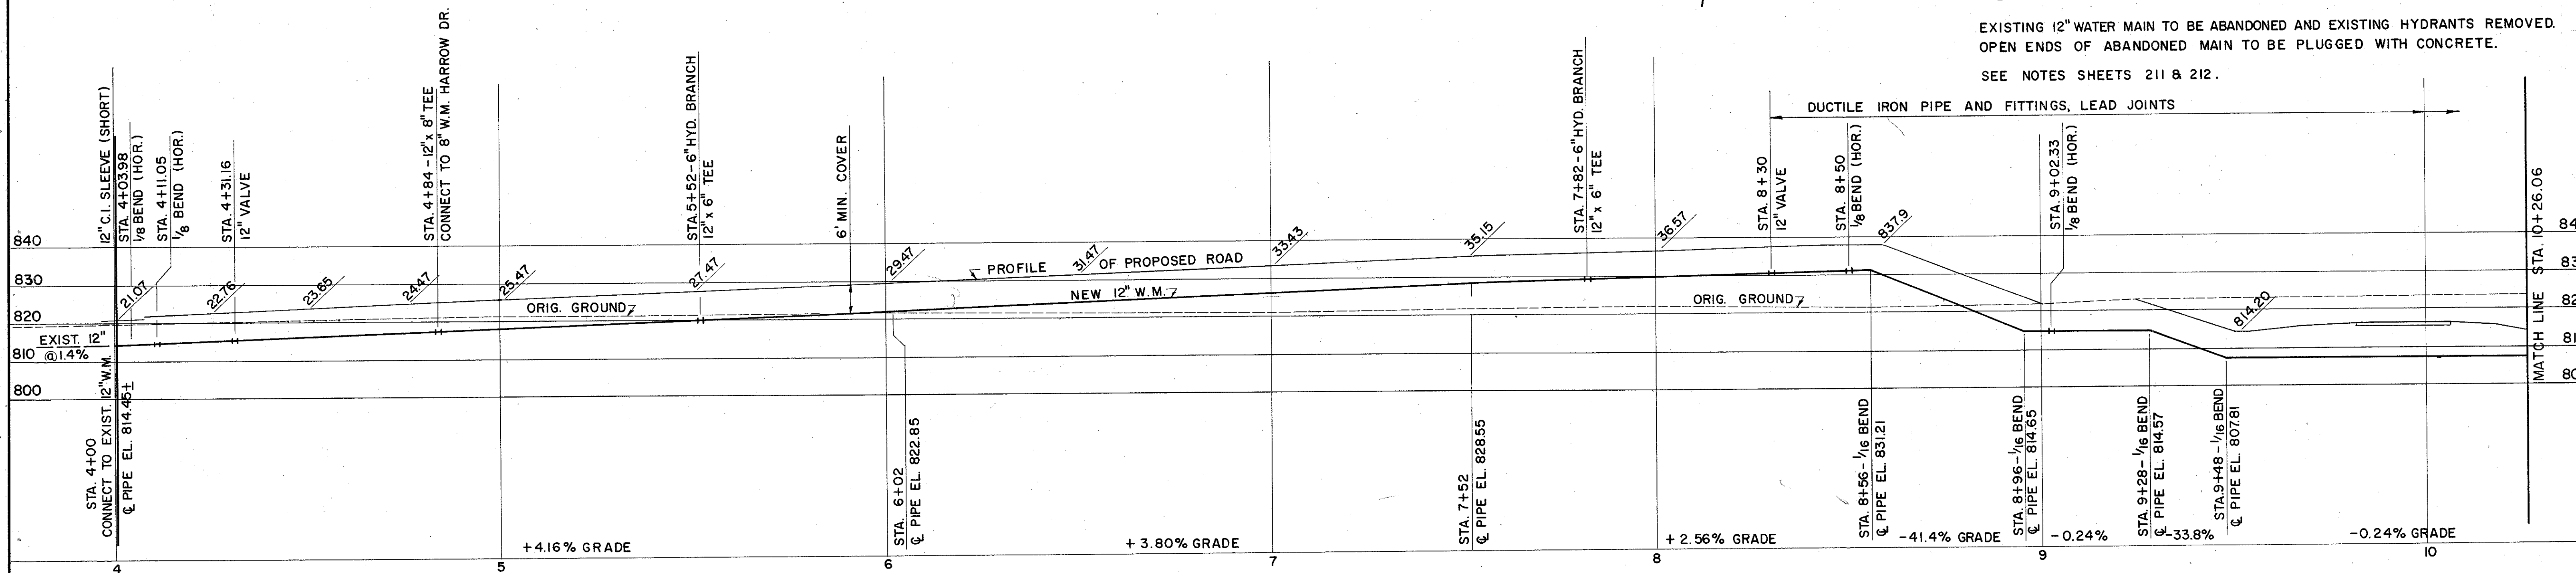 EXISTING 12" WATER MAIN TO BE ABANDONED AND EXISTING HYDRANTS REMOVED.
OPEN ENDS OF ABANDONED MAIN TO BE PLUGGED WITH CONCRETE.
SEE NOTES SHEETS 211 & 212.
DUCTILE IRON PIPE AND FITTINGS, LEAD JOINTS
12" C.I. SLEEVE (SHORT)
STA. 4+03.98
1/8 BEND (HOR.)
STA. 4+11.05
1/8 BEND (HOR.)
STA. 4+31.16
12" VALVE
STA. 4+84-12"x 8" TEE
CONNECT TO 8" W.M. HARROW DR.
STA. 5+52-6" HYD. BRANCH
12"x 6" TEE
6' MIN. COVER
STA. 7+82-6" HYD. BRANCH
12" x 6" TEE
STA. 8+30
12" VALVE
STA. 8+50
1/8 BEND (HOR.)
STA. 9+02.33
1/8 BEND (HOR.)
MATCH LINE STA. 10+26.06
840
830
820
810
800
84
83
82
81
80
21.07
22.76
23.65
24.47
25.47
27.47
29.47
31.47
33.43
35.15
36.57
837.9
814.20
PROFILE OF PROPOSED ROAD
NEW 12" W.M.
ORIG. GROUND
ORIG. GROUND
EXIST. 12"
@1.4%
STA. 4+00
CONNECT TO EXIST. 12" W.M.
℄ PIPE EL. 814.45±
STA. 6+02
℄ PIPE EL. 822.85
STA. 7+52
℄ PIPE EL. 828.55
STA. 8+56-1/16 BEND
℄ PIPE EL. 831.21
STA. 8+96-1/16 BEND
℄ PIPE EL. 814.65
STA. 9+28-1/16 BEND
℄ PIPE EL. 814.57
STA. 9+48-1/16 BEND
℄ PIPE EL. 807.81
+4.16% GRADE
+3.80% GRADE
+2.56% GRADE
-41.4% GRADE
-0.24%
-33.8%
-0.24% GRADE
4
5
6
7
8
9
10